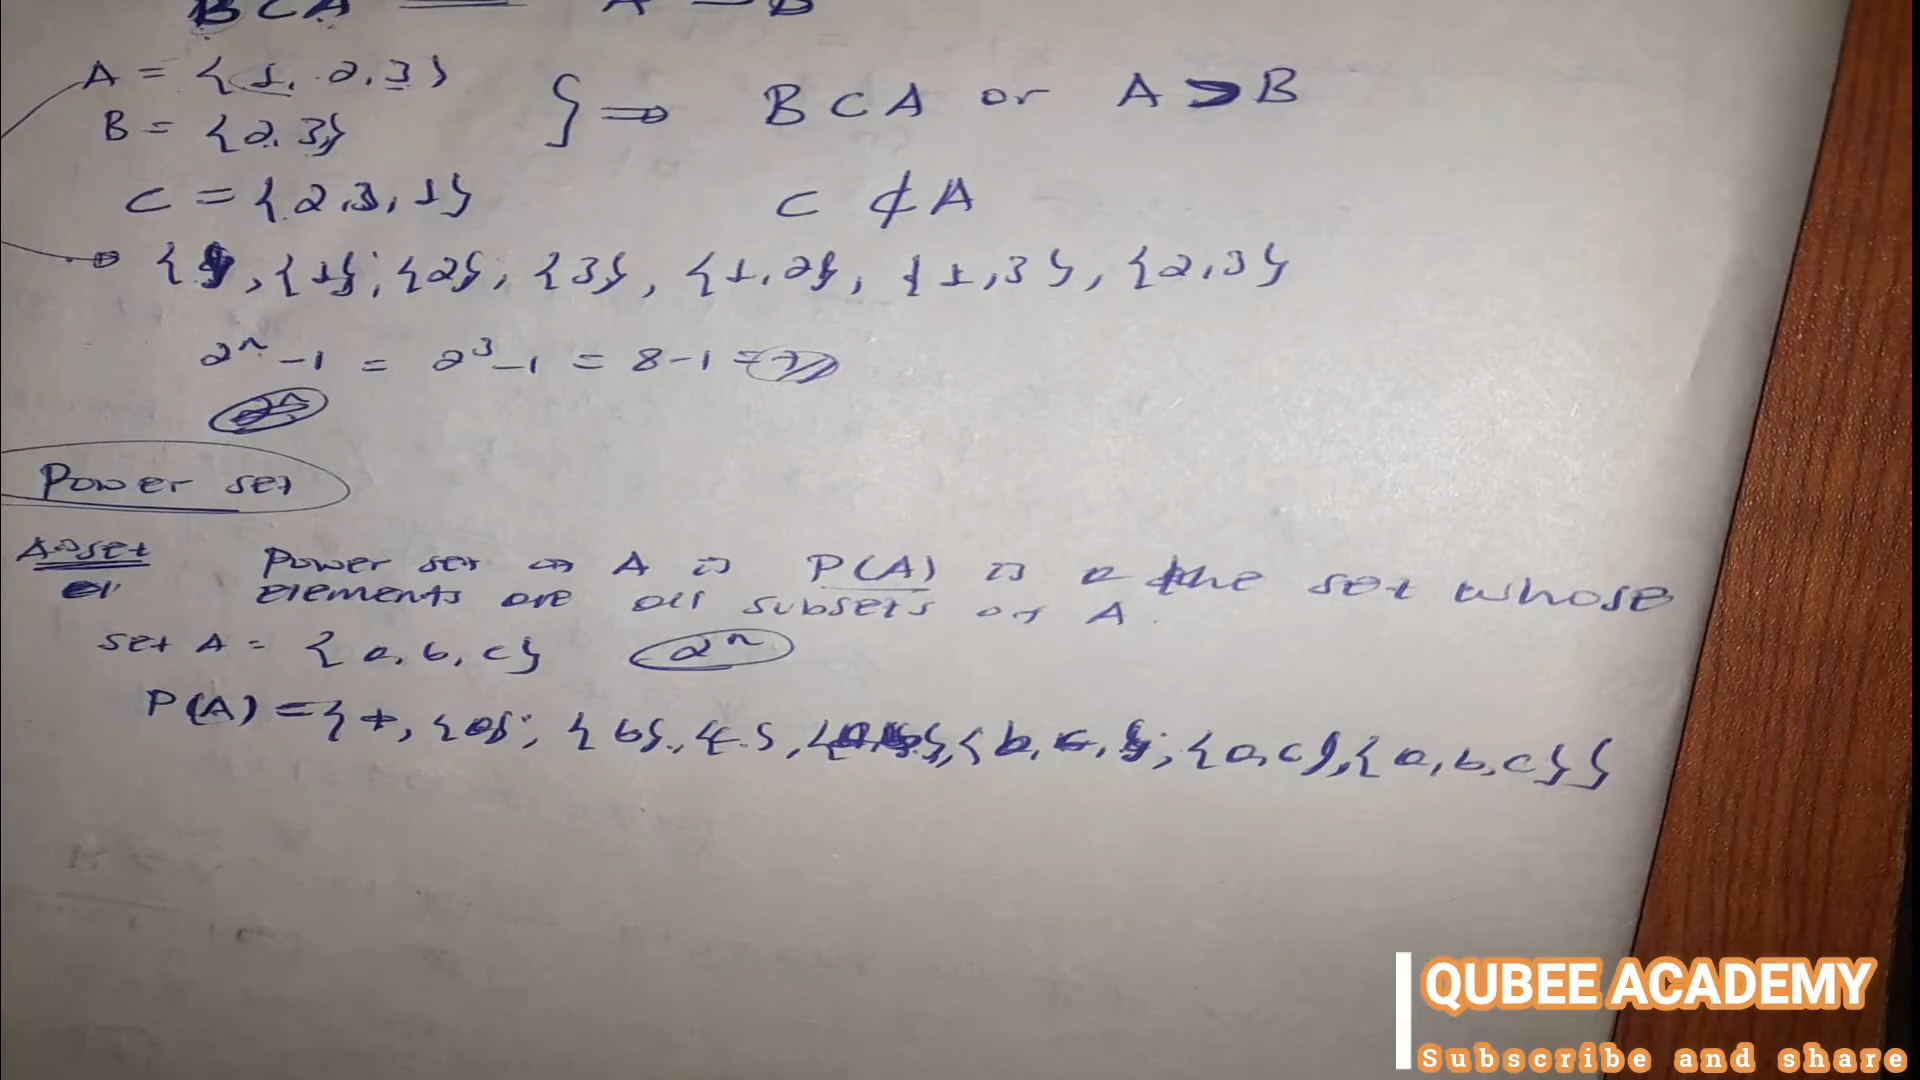 B ⊂ A A ⊃ B
A = {1, 2, 3}
B = {2, 3} } ⇒ B ⊂ A or A ⊃ B
C = {2, 3, 1} C ⊄ A
→ { }, {1}, {2}, {3}, {1, 2}, {1, 3}, {2, 3}
2ⁿ - 1 = 2³ - 1 = 8 - 1 = 7
Power set
A set Power set A is P(A) is the set whose
elements are all subsets of A.
set A = {a, b, c} 2ⁿ
P(A) = { {a}, {b}, {b, c}, {a, c}, {a, b, c}}
QUBEE ACADEMY
Subscribe and share